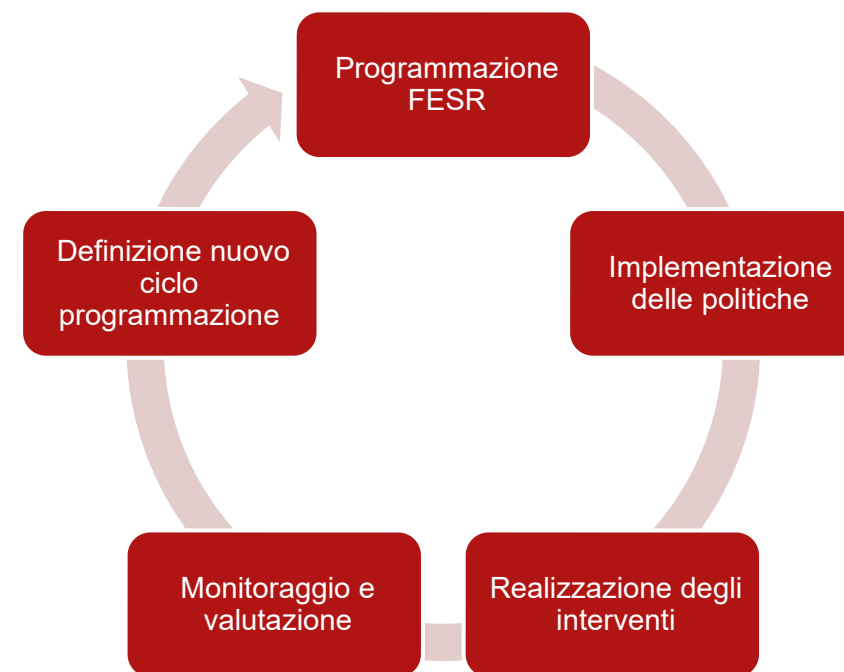 Programmazione
FESR
Implementazione
delle politiche
Realizzazione degli
interventi
Monitoraggio e
valutazione
Definizione nuovo
ciclo
programmazione